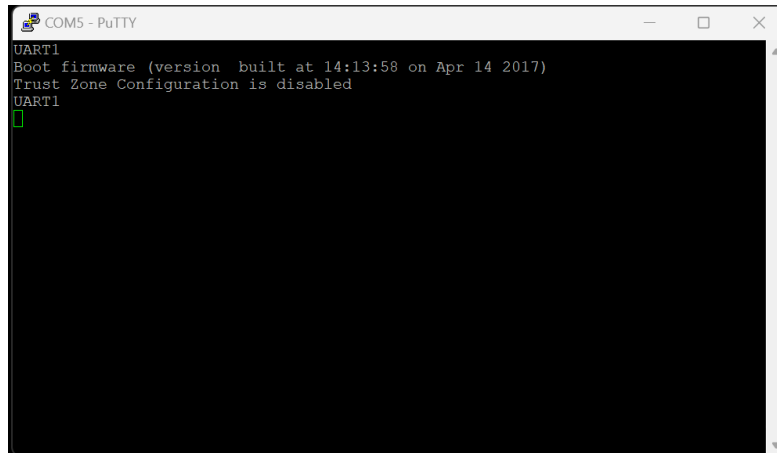 COM5 - PuTTY
UART1
Boot firmware (version  built at 14:13:58 on Apr 14 2017)
Trust Zone Configuration is disabled
UART1